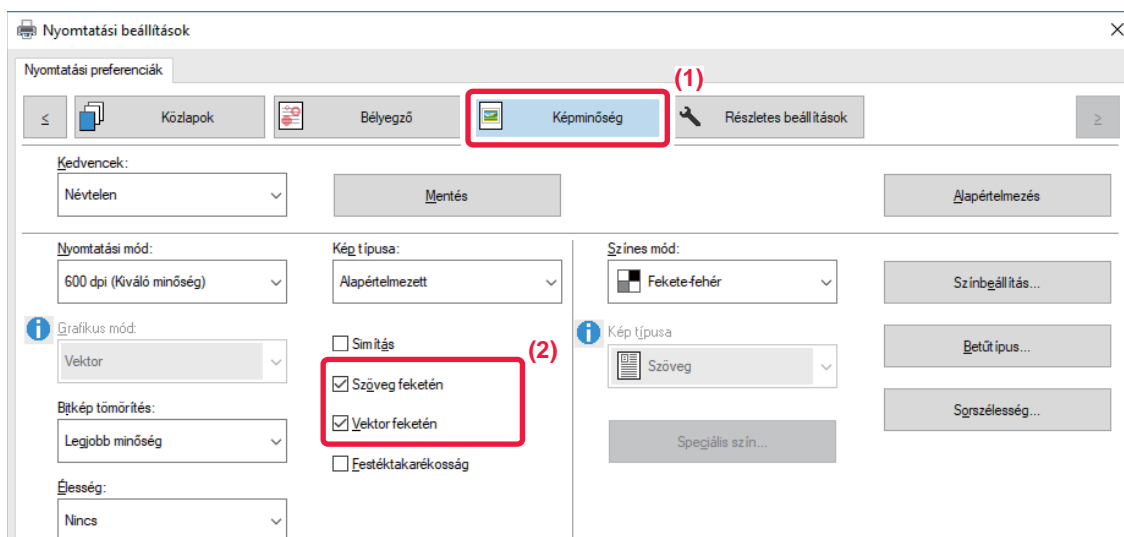 Nyomtatási beállítások
Nyomtatási preferenciák
(1)
≤ Közlapok Bélyegző Képminőség Részletes beállítások ≥
Kedvencek:
Névtelen Mentés Alapértelmezés
Nyomtatási mód: Kép típusa: Színes mód:
600 dpi (Kiváló minőség) Alapértelmezett Fekete-fehér Színbeállítás...
Grafikus mód: Simítás Kép típusa
(2)
Vektor Szöveg Betűtípus...
Szöveg feketén
Bitkép tömörítés: Vektor feketén Sorszélesség...
Legjobb minőség Speciális szín...
Festéktakarékosság
Élesség:
Nincs